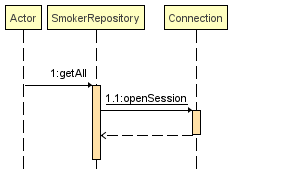 Actor
SmokerRepository
Connection
1:getAll
1.1:openSession